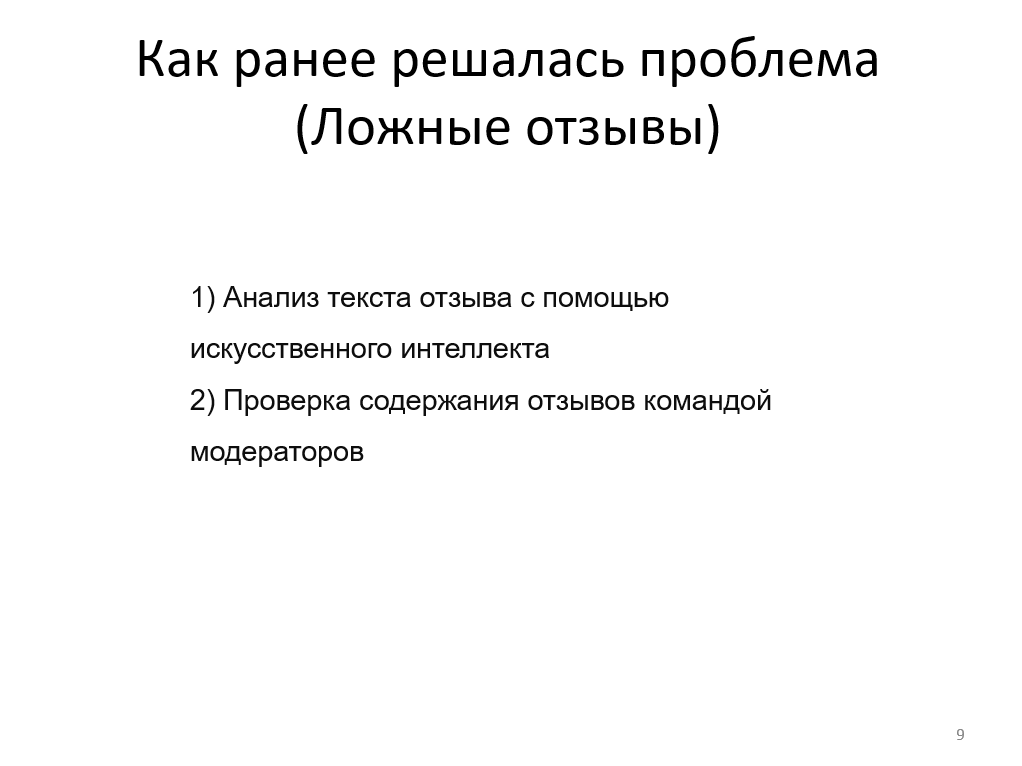 Как ранее решалась проблема
(Ложные отзывы)
1) Анализ текста отзыва с помощью
искусственного интеллекта
2) Проверка содержания отзывов командой
модераторов
9